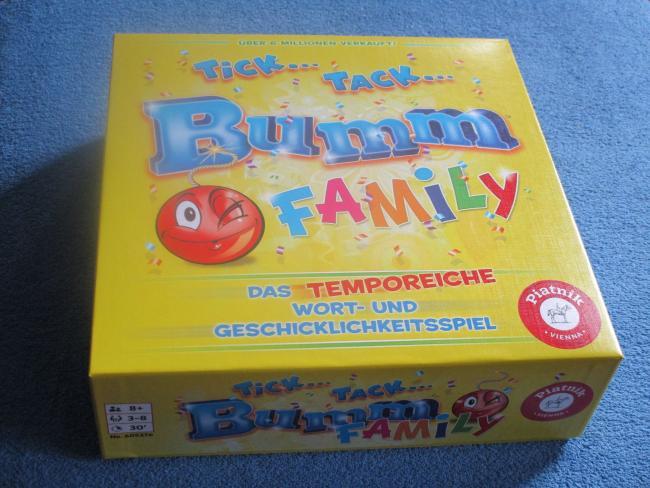 ÜBER 6 MILLIONEN VERKAUFT!
TICK... TACK...
Bumm
FAMILY
DAS TEMPOREICHE
WORT- UND
GESCHICKLICHKEITSSPIEL
Piatnik
VIENNA
TICK... TACK...
Bumm
FAMILY
Piatnik
VIENNA
8+
3-8
30'